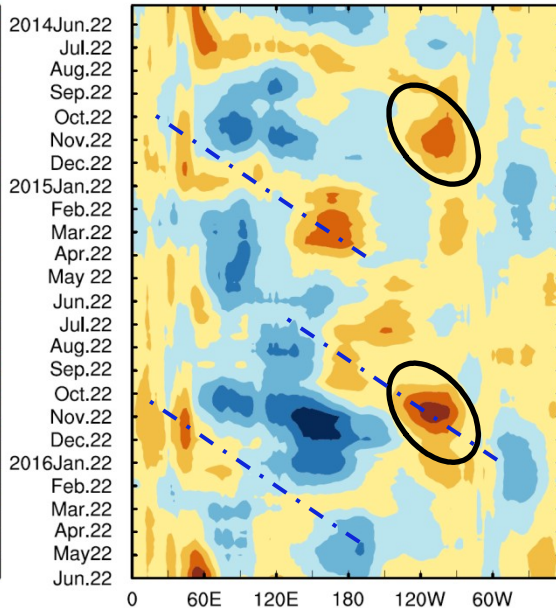 2014Jun.22
Jul.22
Aug.22
Sep.22
Oct.22
Nov.22
Dec.22
2015Jan.22
Feb.22
Mar.22
Apr.22
May 22
Jun.22
Jul.22
Aug.22
Sep.22
Oct.22
Nov.22
Dec.22
2016Jan.22
Feb.22
Mar.22
Apr.22
May22
Jun.22
0 60E 120E 180 120W 60W